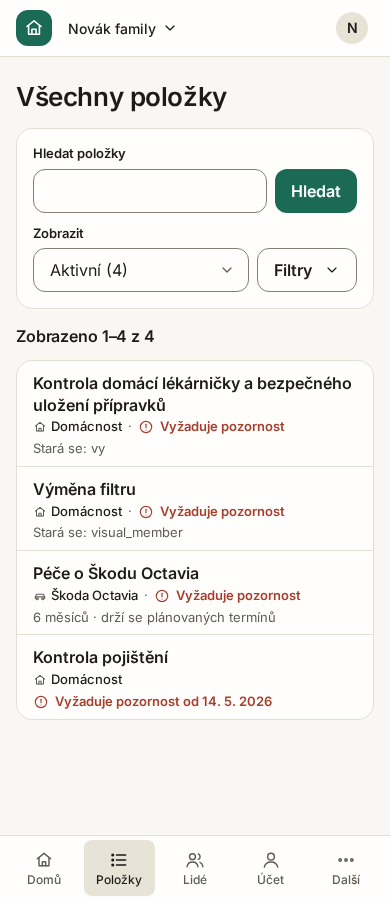 Novák family
N
Všechny položky
Hledat položky
Hledat
Zobrazit
Aktivní (4)
Filtry
Zobrazeno 1–4 z 4
Kontrola domácí lékárničky a bezpečného
uložení přípravků
Domácnost · Vyžaduje pozornost
Stará se: vy
Výměna filtru
Domácnost · Vyžaduje pozornost
Stará se: visual_member
Péče o Škodu Octavia
Škoda Octavia · Vyžaduje pozornost
6 měsíců · drží se plánovaných termínů
Kontrola pojištění
Domácnost
Vyžaduje pozornost od 14. 5. 2026
Domů
Položky
Lidé
Účet
Další